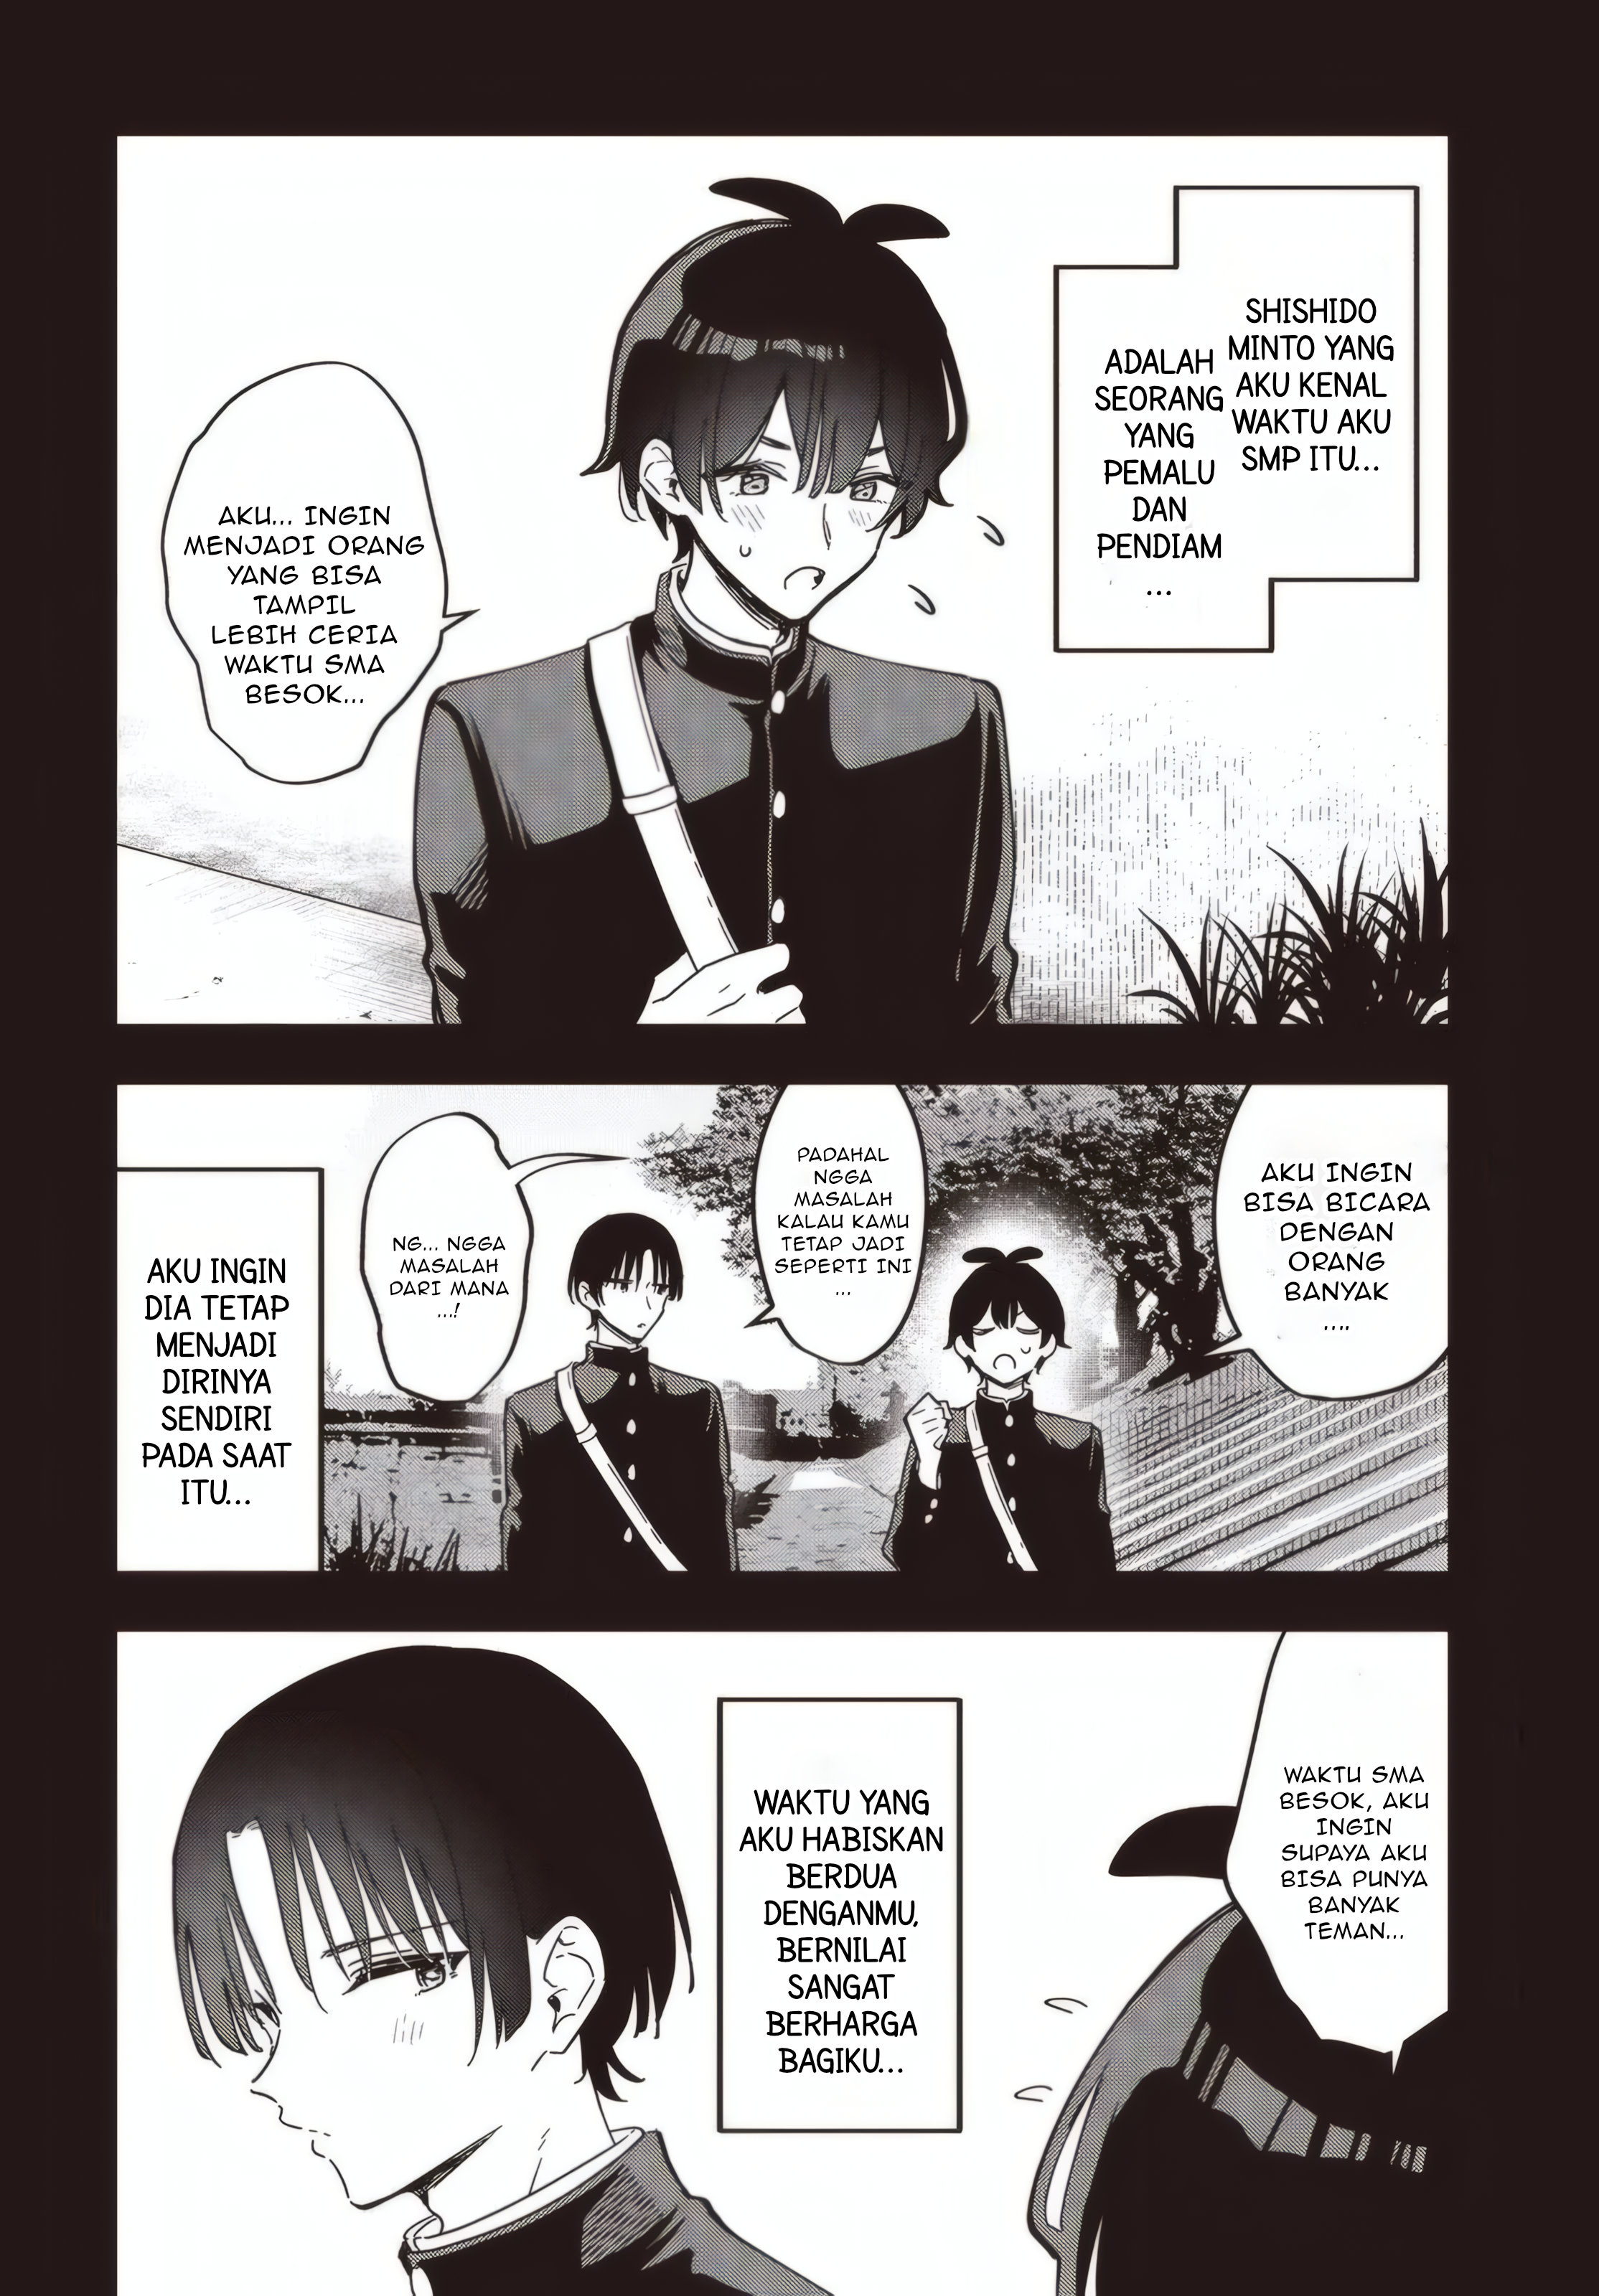 SHISHIDO
MINTO YANG
AKU KENAL
WAKTU AKU
SMP ITU...
ADALAH
SEORANG
YANG
PEMALU
DAN
PENDIAM
...
AKU... INGIN
MENJADI ORANG
YANG BISA
TAMPIL
LEBIH CERIA
WAKTU SMA
BESOK...
AKU INGIN
BISA BICARA
DENGAN
ORANG
BANYAK
....
PADAHAL
NGGA
MASALAH
KALAU KAMU
TETAP JADI
SEPERTI INI
...
NG... NGGA
MASALAH
DARI MANA
...!
AKU INGIN
DIA TETAP
MENJADI
DIRINYA
SENDIRI
PADA SAAT
ITU...
WAKTU SMA
BESOK, AKU
INGIN
SUPAYA AKU
BISA PUNYA
BANYAK
TEMAN...
WAKTU YANG
AKU HABISKAN
BERDUA
DENGANMU,
BERNILAI
SANGAT
BERHARGA
BAGIKU...